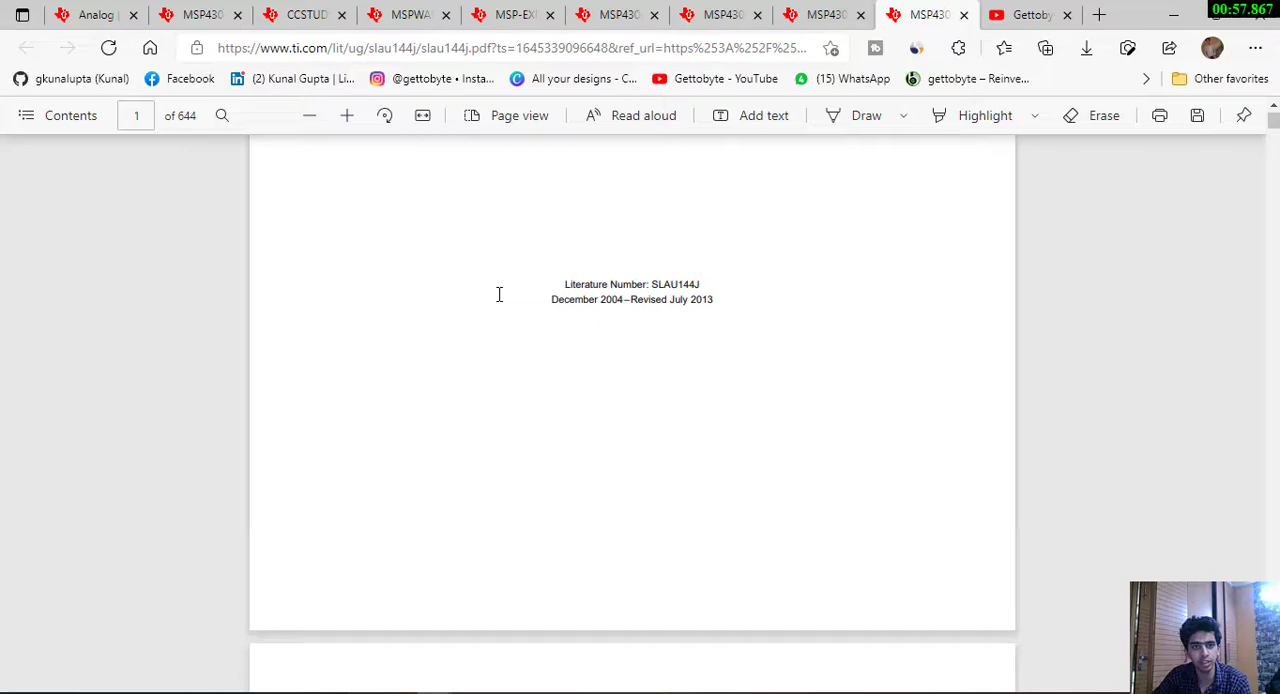 Analog
MSP430
CCSTUD
MSPWA
MSP-EXI
MSP430
MSP430
MSP430
MSP430
Gettoby
00:57.867
https://www.ti.com/lit/ug/slau144j/slau144j.pdf?ts=1645339096648&ref_url=https%253A%252F%25...
gkunalupta (Kunal)
Facebook
(2) Kunal Gupta | Li...
@gettobyte • Insta...
All your designs - C...
Gettobyte - YouTube
(15) WhatsApp
gettobyte – Reinve...
Other favorites
Contents
1
of 644
Page view
Read aloud
Add text
Draw
Highlight
Erase
Literature Number: SLAU144J
December 2004–Revised July 2013